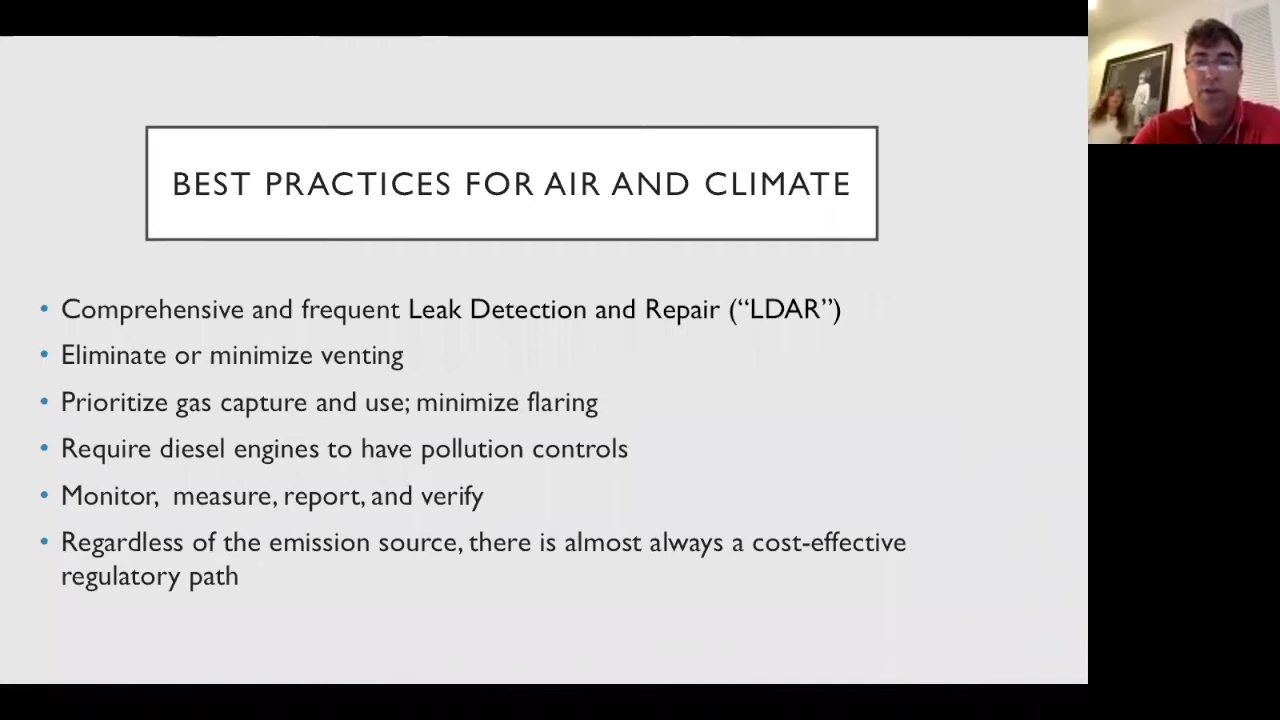 BEST PRACTICES FOR AIR AND CLIMATE
• Comprehensive and frequent Leak Detection and Repair (“LDAR”)
• Eliminate or minimize venting
• Prioritize gas capture and use; minimize flaring
• Require diesel engines to have pollution controls
• Monitor,  measure, report, and verify
• Regardless of the emission source, there is almost always a cost-effective
regulatory path